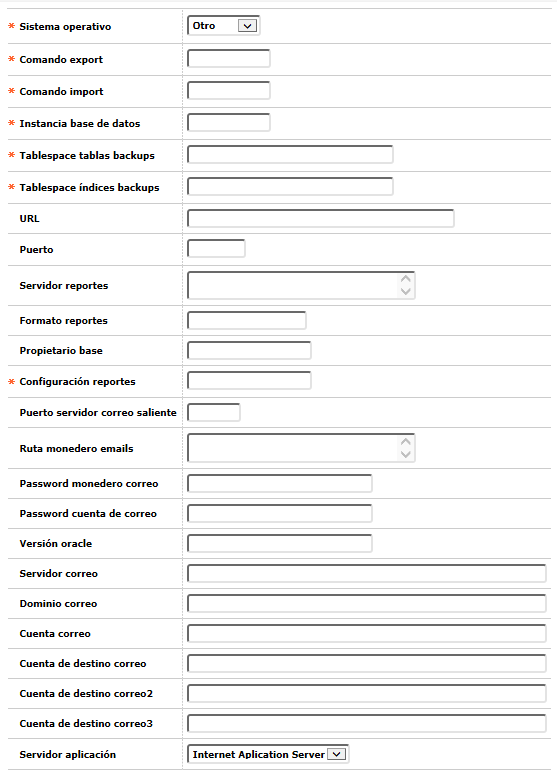 * Sistema operativo Otro
* Comando export
* Comando import
* Instancia base de datos
* Tablespace tablas backups
* Tablespace índices backups
URL
Puerto
Servidor reportes
Formato reportes
Propietario base
* Configuración reportes
Puerto servidor correo saliente
Ruta monedero emails
Password monedero correo
Password cuenta de correo
Versión oracle
Servidor correo
Dominio correo
Cuenta correo
Cuenta de destino correo
Cuenta de destino correo2
Cuenta de destino correo3
Servidor aplicación Internet Aplication Server